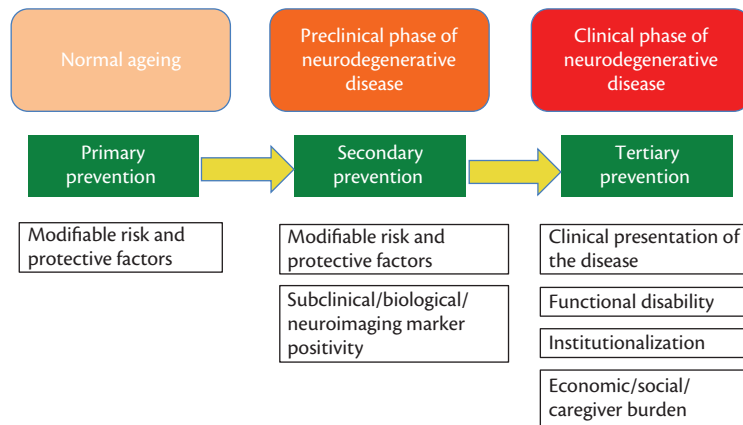 Normal ageing
Preclinical phase of
neurodegenerative
disease
Clinical phase of
neurodegenerative
disease
Primary
prevention
Secondary
prevention
Tertiary
prevention
Modifiable risk and
protective factors
Modifiable risk and
protective factors
Subclinical/biological/
neuroimaging marker
positivity
Clinical presentation of
the disease
Functional disability
Institutionalization
Economic/social/
caregiver burden